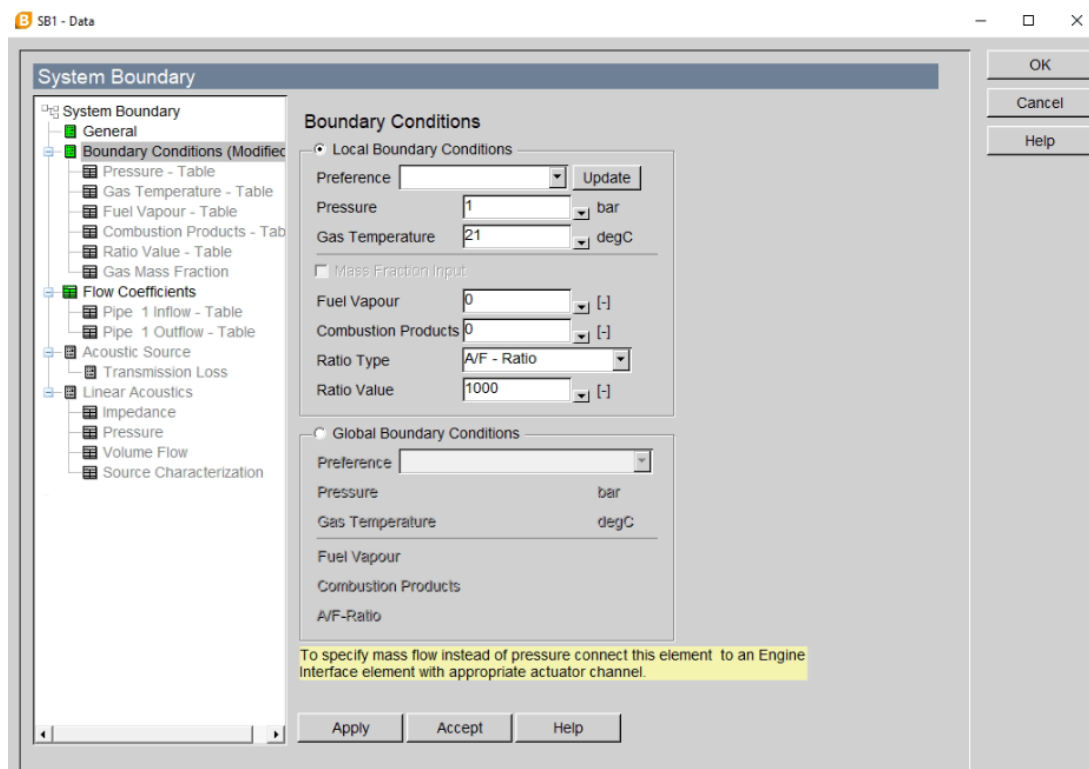 SB1 - Data
OK
Cancel
Help
System Boundary
System Boundary
General
Boundary Conditions (Modified
Pressure - Table
Gas Temperature - Table
Fuel Vapour - Table
Combustion Products - Tab
Ratio Value - Table
Gas Mass Fraction
Flow Coefficients
Pipe 1 Inflow - Table
Pipe 1 Outflow - Table
Acoustic Source
Transmission Loss
Linear Acoustics
Impedance
Pressure
Volume Flow
Source Characterization
Boundary Conditions
Local Boundary Conditions
Preference Update
Pressure 1 bar
Gas Temperature 21 degC
Mass Fraction Input
Fuel Vapour 0 [-]
Combustion Products 0 [-]
Ratio Type A/F - Ratio
Ratio Value 1000 [-]
Global Boundary Conditions
Preference
Pressure bar
Gas Temperature degC
Fuel Vapour
Combustion Products
A/F-Ratio
To specify mass flow instead of pressure connect this element to an Engine
Interface element with appropriate actuator channel.
Apply Accept Help